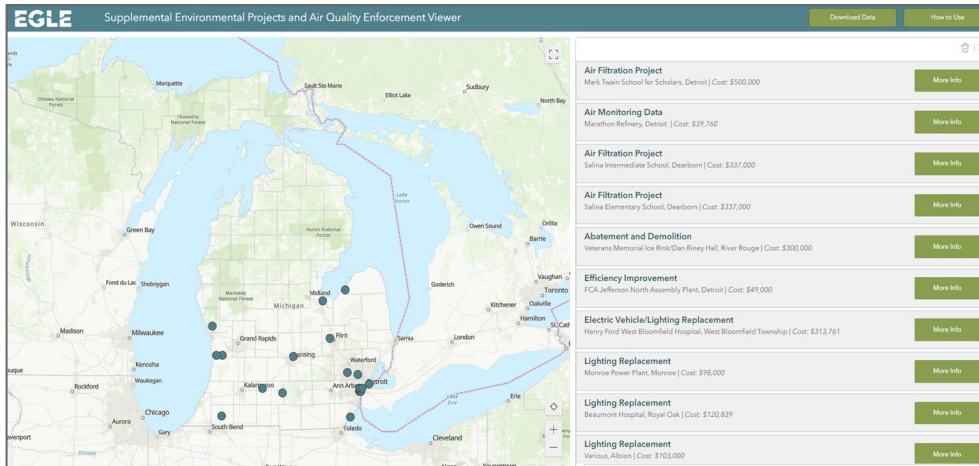 EGLE
Supplemental Environmental Projects and Air Quality Enforcement Viewer
Download Data
How to Use
Air Filtration Project
Mark Twain School for Scholars, Detroit | Cost: $500,000
More Info
Air Monitoring Data
Marathon Refinery, Detroit | Cost: $39,760
More Info
Air Filtration Project
Salina Intermediate School, Dearborn | Cost: $337,000
More Info
Air Filtration Project
Salina Elementary School, Dearborn | Cost: $337,000
More Info
Abatement and Demolition
Veterans Memorial Ice Rink/Dan Riney Hall, River Rouge | Cost: $300,000
More Info
Efficiency Improvement
FCA Jefferson North Assembly Plant, Detroit | Cost: $49,000
More Info
Electric Vehicle/Lighting Replacement
Henry Ford West Bloomfield Hospital, West Bloomfield Township | Cost: $313,761
More Info
Lighting Replacement
Monroe Power Plant, Monroe | Cost: $98,000
More Info
Lighting Replacement
Beaumont Hospital, Royal Oak | Cost: $120,839
More Info
Lighting Replacement
Various, Albion | Cost: $103,000
More Info
Marquette
Sault Ste Marie
Sudbury
Elliot Lake
North Bay
Ottawa National
Forest
Hiawatha
National Forest
Lake
Huron
Wisconsin
Green Bay
Huron National
Forest
Owen Sound
Orillia
Barrie
Fond du Lac
Sheboygan
Manistee
National Forest
Midland
Michigan
Goderich
Vaughan
Toronto
Kitchener
Oakville
Hamilton
St. Cath
Madison
Milwaukee
Grand Rapids
Flint
Sarnia
London
Kenosha
Waukegan
Rockford
ansing
Waterford
Kalamazoo
Ann Arbor
Detroit
Chicago
Aurora
Gary
South Bend
Toledo
Lake
Erie
Erie
Cleveland
avenport
Illinois
+
−